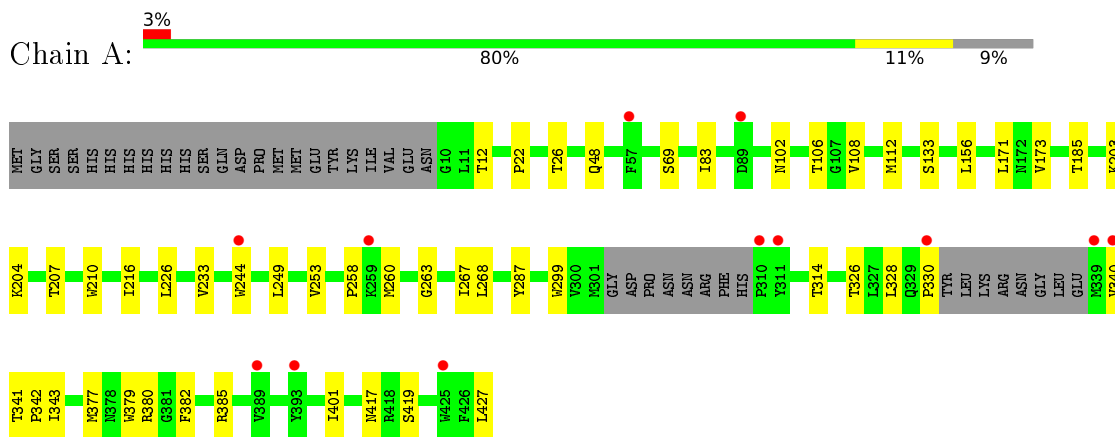 3%
Chain A:
80% 11% 9%
MET GLY SER SER HIS HIS HIS HIS HIS HIS SER GLN ASP PRO MET MET GLU TYR LYS ILE VAL GLU ASN G10 L11 T12 P22 T26 Q48 F57 S69 I83 D89 N102 T106 G107 V108 M112 S133 L156 L171 N172 V173 T185 K203
K204 T207 W210 I216 L226 V233 W244 L249 V253 P258 K259 M260 G263 I267 L268 Y287 W299 V300 M301 GLY ASP PRO ASN ASN ARG PHE HIS P310 Y311 T314 T326 L327 L328 Q329 P330 TYR LEU LYS ARG ASN GLY LEU GLU M339
T341 P342 I343 M377 N378 W379 R380 G381 F382 R385 V389 Y393 I401 N417 R418 S419 W425 F426 L427